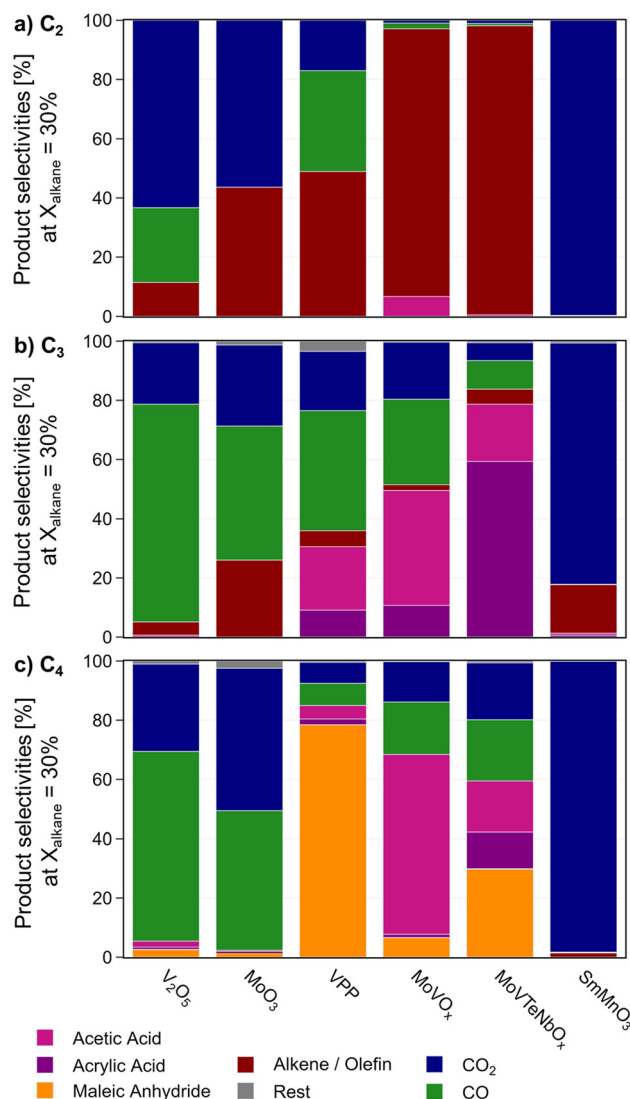 a) C₂
Product selectivities [%]
at Xalkane = 30%
100
80
60
40
20
0
b) C₃
Product selectivities [%]
at Xalkane = 30%
100
80
60
40
20
0
c) C₄
Product selectivities [%]
at Xalkane = 30%
100
80
60
40
20
0
V₂O₅ MoO₃ VPP MoVOₓ MoVTeNbOₓ SmMnO₃
Acetic Acid
Acrylic Acid Alkene / Olefin CO₂
Maleic Anhydride Rest CO